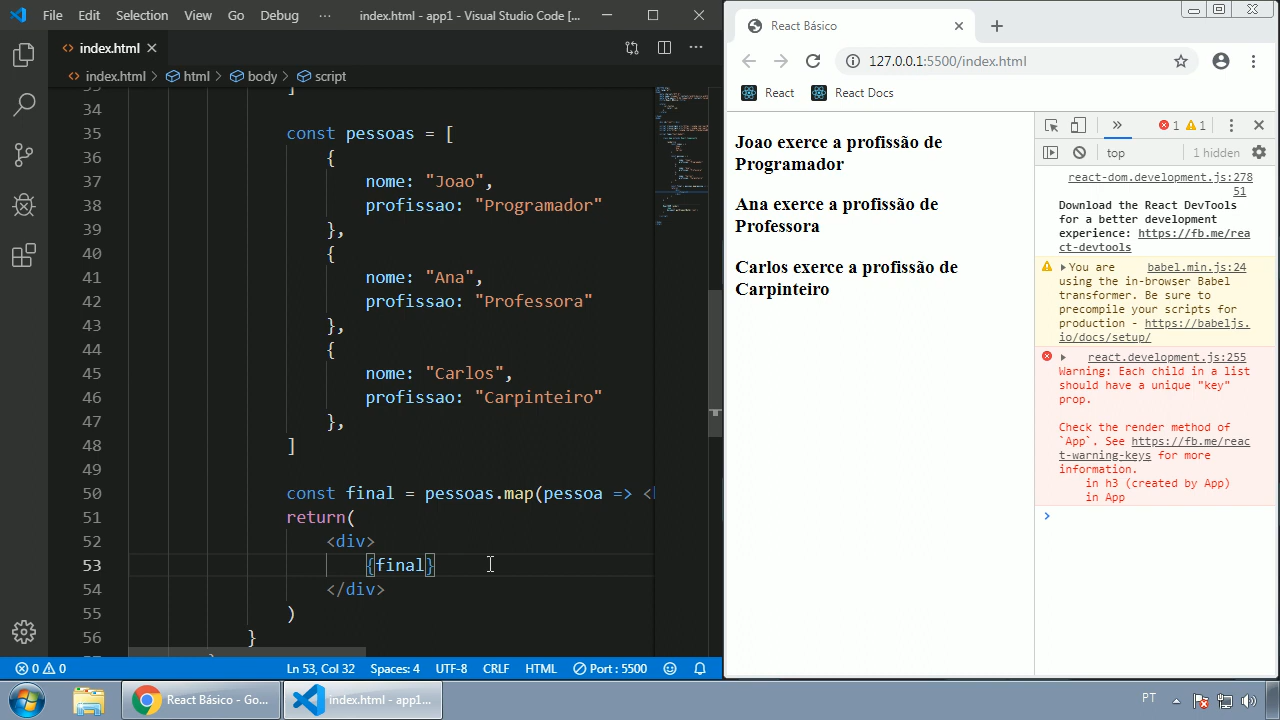 File Edit Selection View Go Debug ··· index.html - app1 - Visual Studio Code [...
index.html
index.html > html > body > script
34
35 const pessoas = [
36 {
37 nome: "Joao",
38 profissao: "Programador"
39 },
40 {
41 nome: "Ana",
42 profissao: "Professora"
43 },
44 {
45 nome: "Carlos",
46 profissao: "Carpinteiro"
47 },
48 ]
49
50 const final = pessoas.map(pessoa => <
51 return(
52 <div>
53 {final}
54 </div>
55 )
56 }
0 0 Ln 53, Col 32 Spaces: 4 UTF-8 CRLF HTML Port : 5500
React Básico
127.0.0.1:5500/index.html
React React Docs
Joao exerce a profissão de
Programador
Ana exerce a profissão de
Professora
Carlos exerce a profissão de
Carpinteiro
» 1 1
top 1 hidden
react-dom.development.js:278
51
Download the React DevTools
for a better development
experience: https://fb.me/rea
ct-devtools
You are babel.min.js:24
using the in-browser Babel
transformer. Be sure to
precompile your scripts for
production - https://babeljs.
io/docs/setup/
react.development.js:255
Warning: Each child in a list
should have a unique "key"
prop.
Check the render method of
`App`. See https://fb.me/reac
t-warning-keys for more
information.
in h3 (created by App)
in App
React Básico - Go... index.html - app1... PT